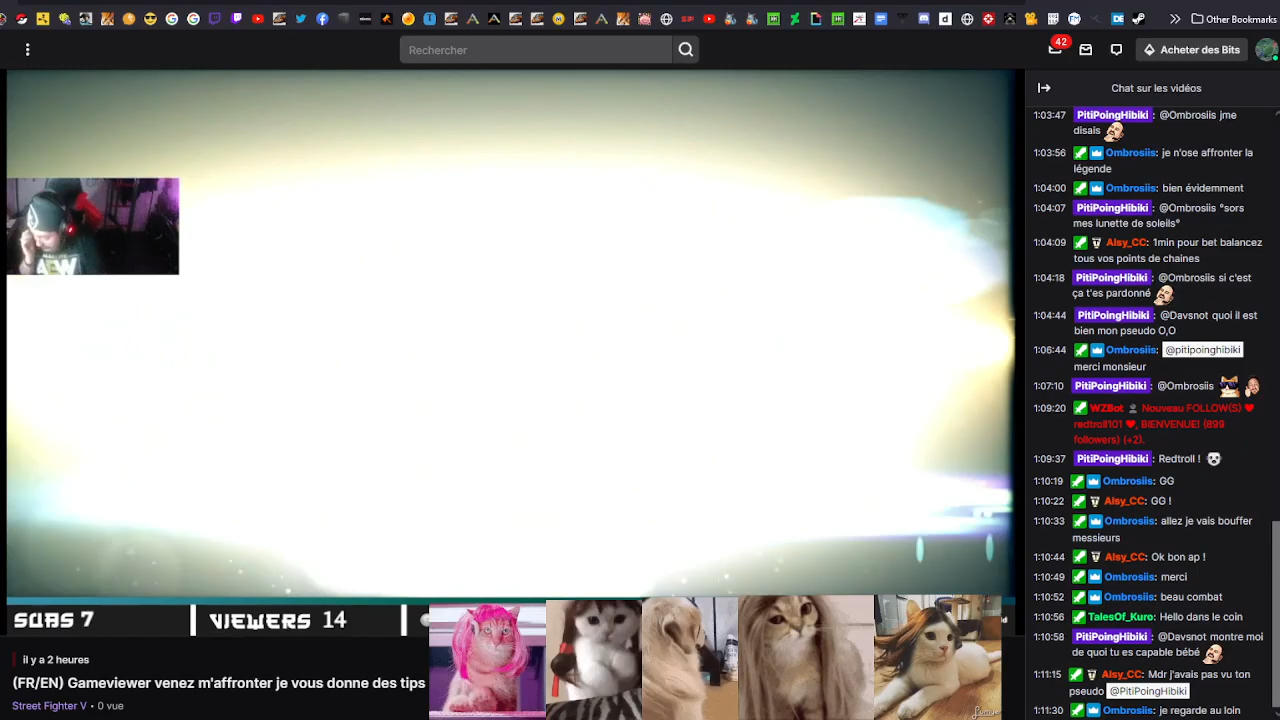 Other Bookmarks
Rechercher
42
Acheter des Bits
Chat sur les vidéos
1:03:47 PitiPoingHibiki : @Ombrosiis jme
disais
1:03:56 Ombrosiis: je n'ose affronter la
légende
1:04:00 Ombrosiis: bien évidemment
1:04:07 PitiPoingHibiki : @Ombrosiis °sors
mes lunette de soleils°
1:04:09 Alsy_CC: 1min pour bet balancez
tous vos points de chaines
1:04:18 PitiPoingHibiki : @Ombrosiis si c'est
ça t'es pardonné
1:04:44 PitiPoingHibiki : @Davsnot quoi il est
bien mon pseudo O,O
1:06:44 Ombrosiis: @pitipoinghibiki
merci monsieur
1:07:10 PitiPoingHibiki : @Ombrosiis
1:09:20 WZBot Nouveau FOLLOW(S) ♥
redtroll101 ♥, BIENVENUE! (899
followers) (+2).
1:09:37 PitiPoingHibiki : Redtroll !
1:10:19 Ombrosiis: GG
1:10:22 Alsy_CC: GG !
1:10:33 Ombrosiis: allez je vais bouffer
messieurs
1:10:44 Alsy_CC: Ok bon ap !
1:10:49 Ombrosiis: merci
1:10:52 Ombrosiis: beau combat
1:10:56 TalesOf_Kuro: Hello dans le coin
1:10:58 PitiPoingHibiki : @Davsnot montre moi
de quoi tu es capable bébé
1:11:15 Alsy_CC: Mdr j'avais pas vu ton
pseudo @PitiPoingHibiki
1:11:30 Ombrosiis: je regarde au loin
AEW
SUBS 7
VIEWERS 14
il y a 2 heures
(FR/EN) Gameviewer venez m'affronter je vous donne des tips
Street Fighter V • 0 vue